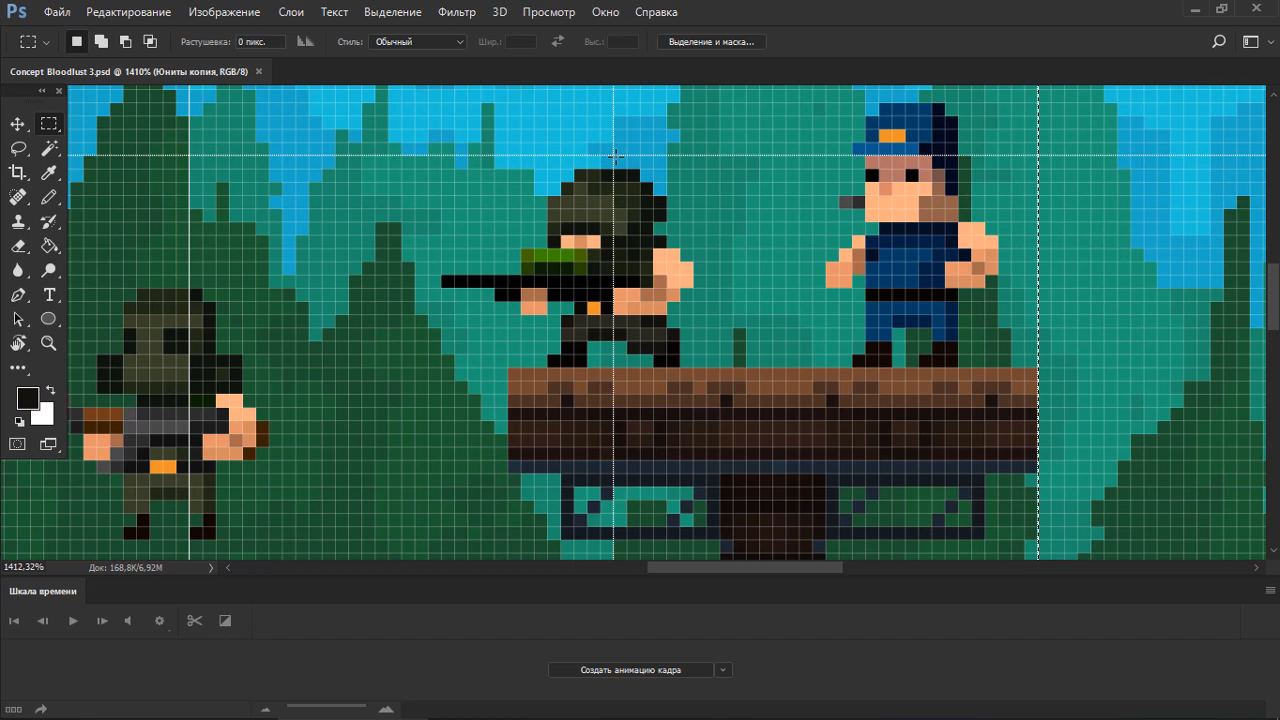 Ps Файл Редактирование Изображение Слои Текст Выделение Фильтр 3D Просмотр Окно Справка
Растушевка: 0 пикс. Стиль: Обычный Шир.: Выс.: Выделение и маска...
Concept Bloodlust 3.psd @ 1410% (Юниты копия, RGB/8) ×
1412,32% Док: 168,8K/6,92M
Шкала времени
Создать анимацию кадра